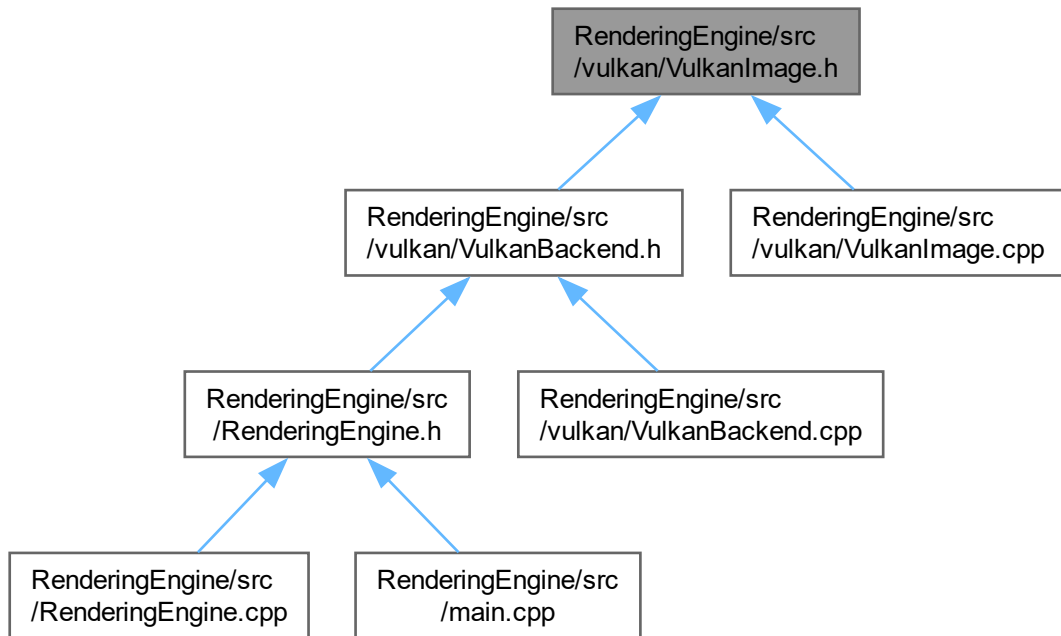 RenderingEngine/src
/vulkan/VulkanImage.h
RenderingEngine/src
/vulkan/VulkanBackend.h
RenderingEngine/src
/vulkan/VulkanImage.cpp
RenderingEngine/src
/RenderingEngine.h
RenderingEngine/src
/vulkan/VulkanBackend.cpp
RenderingEngine/src
/RenderingEngine.cpp
RenderingEngine/src
/main.cpp